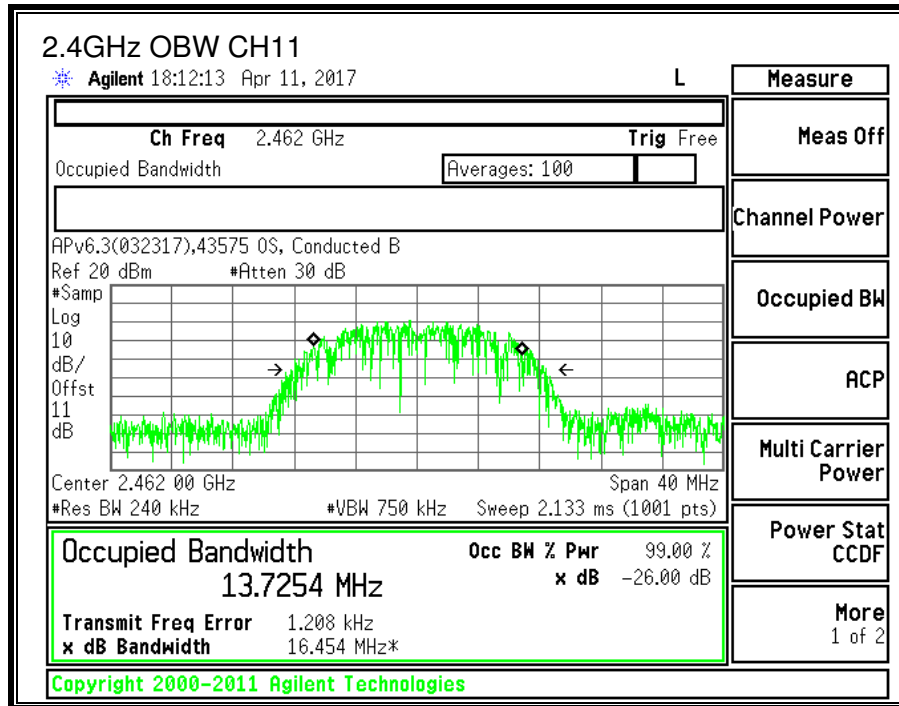 2.4GHz OBW CH11
Agilent 18:12:13 Apr 11, 2017 L
Measure
Ch Freq 2.462 GHz Trig Free
Occupied Bandwidth Averages: 100
APv6.3(032317),43575 OS, Conducted B
Ref 20 dBm #Atten 30 dB
#Samp
Log
10
dB/
Offst
11
dB
Center 2.462 00 GHz Span 40 MHz
#Res BW 240 kHz #VBW 750 kHz Sweep 2.133 ms (1001 pts)
Occupied Bandwidth Occ BW % Pwr 99.00 %
13.7254 MHz x dB -26.00 dB
Transmit Freq Error 1.208 kHz
x dB Bandwidth 16.454 MHz*
Copyright 2000-2011 Agilent Technologies
Meas Off
Channel Power
Occupied BW
ACP
Multi Carrier
Power
Power Stat
CCDF
More
1 of 2